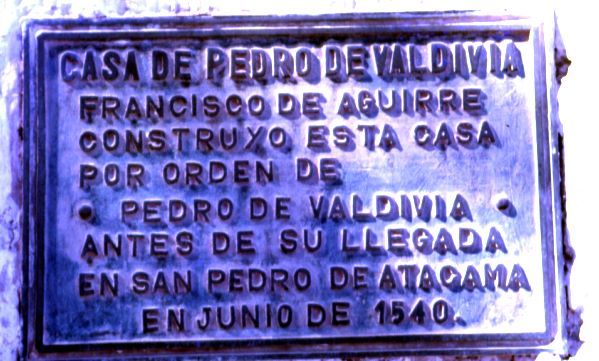 CASA DE PEDRO DE VALDIVIA
FRANCISCO DE AGUIRRE
CONSTRUYO ESTA CASA
POR ORDEN DE
PEDRO DE VALDIVIA
ANTES DE SU LLEGADA
EN SAN PEDRO DE ATACAMA
EN JUNIO DE 1540.